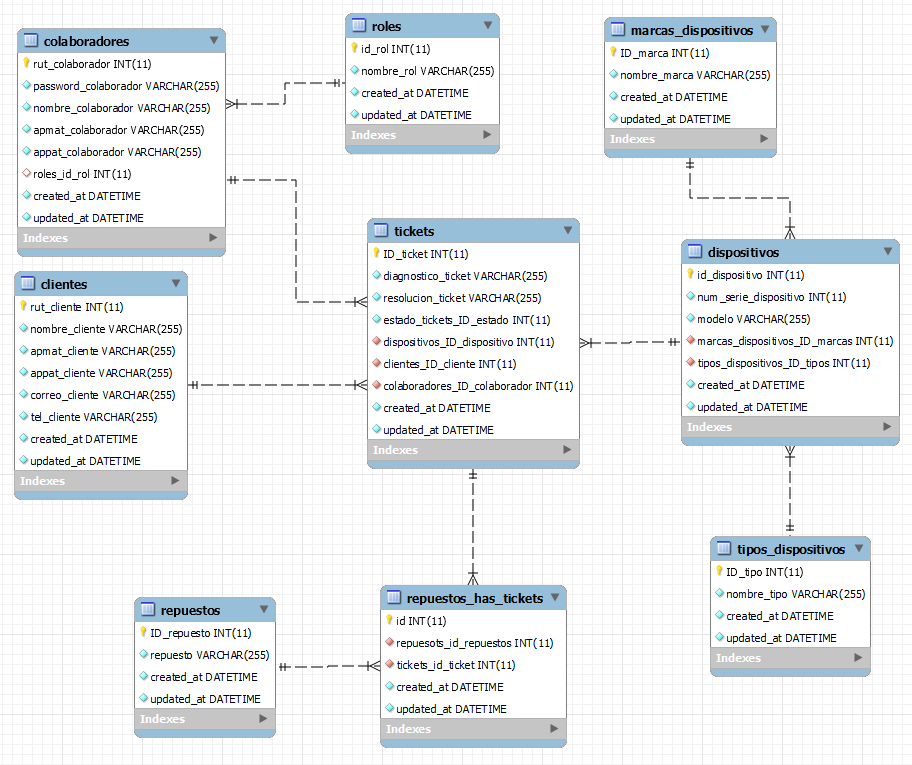 colaboradores
rut_colaborador INT(11)
password_colaborador VARCHAR(255)
nombre_colaborador VARCHAR(255)
apmat_colaborador VARCHAR(255)
appat_colaborador VARCHAR(255)
roles_id_rol INT(11)
created_at DATETIME
updated_at DATETIME
Indexes
roles
id_rol INT(11)
nombre_rol VARCHAR(255)
created_at DATETIME
updated_at DATETIME
Indexes
marcas_dispositivos
ID_marca INT(11)
nombre_marca VARCHAR(255)
created_at DATETIME
updated_at DATETIME
Indexes
clientes
rut_cliente INT(11)
nombre_cliente VARCHAR(255)
apmat_cliente VARCHAR(255)
appat_cliente VARCHAR(255)
correo_cliente VARCHAR(255)
tel_cliente VARCHAR(255)
created_at DATETIME
updated_at DATETIME
Indexes
tickets
ID_ticket INT(11)
diagnostico_ticket VARCHAR(255)
resolucion_ticket VARCHAR(255)
estado_tickets_ID_estado INT(11)
dispositivos_ID_dispositivo INT(11)
clientes_ID_cliente INT(11)
colaboradores_ID_colaborador INT(11)
created_at DATETIME
updated_at DATETIME
Indexes
dispositivos
id_dispositivo INT(11)
num_serie_dispositivo INT(11)
modelo VARCHAR(255)
marcas_dispositivos_ID_marcas INT(11)
tipos_dispositivos_ID_tipos INT(11)
created_at DATETIME
updated_at DATETIME
Indexes
repuestos
ID_repuesto INT(11)
repuesto VARCHAR(255)
created_at DATETIME
updated_at DATETIME
Indexes
repuestos_has_tickets
id INT(11)
repuesots_id_repuestos INT(11)
tickets_id_ticket INT(11)
created_at DATETIME
updated_at DATETIME
Indexes
tipos_dispositivos
ID_tipo INT(11)
nombre_tipo VARCHAR(255)
created_at DATETIME
updated_at DATETIME
Indexes